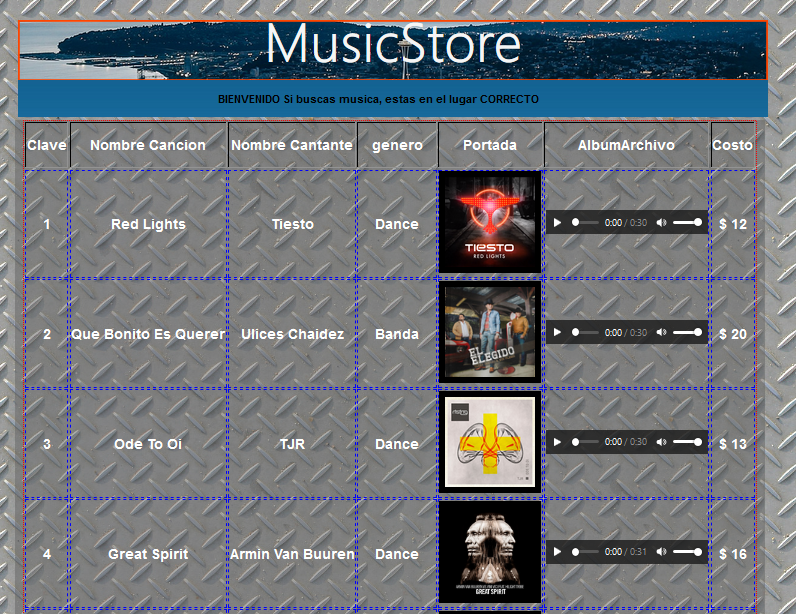 MusicStore
BIENVENIDO Si buscas musica, estas en el lugar CORRECTO
Clave Nombre Cancion Nombre Cantante genero Portada AlbumArchivo Costo
1 Red Lights Tiesto Dance 0:00 / 0:30 $ 12
TIËSTO
RED LIGHTS
2 Que Bonito Es Querer Ulices Chaidez Banda 0:00 / 0:30 $ 20
EL
ELEGIDO
3 Ode To Oi TJR Dance 0:00 / 0:30 $ 13
4 Great Spirit Armin Van Buuren Dance 0:00 / 0:31 $ 16
GREAT SPIRIT